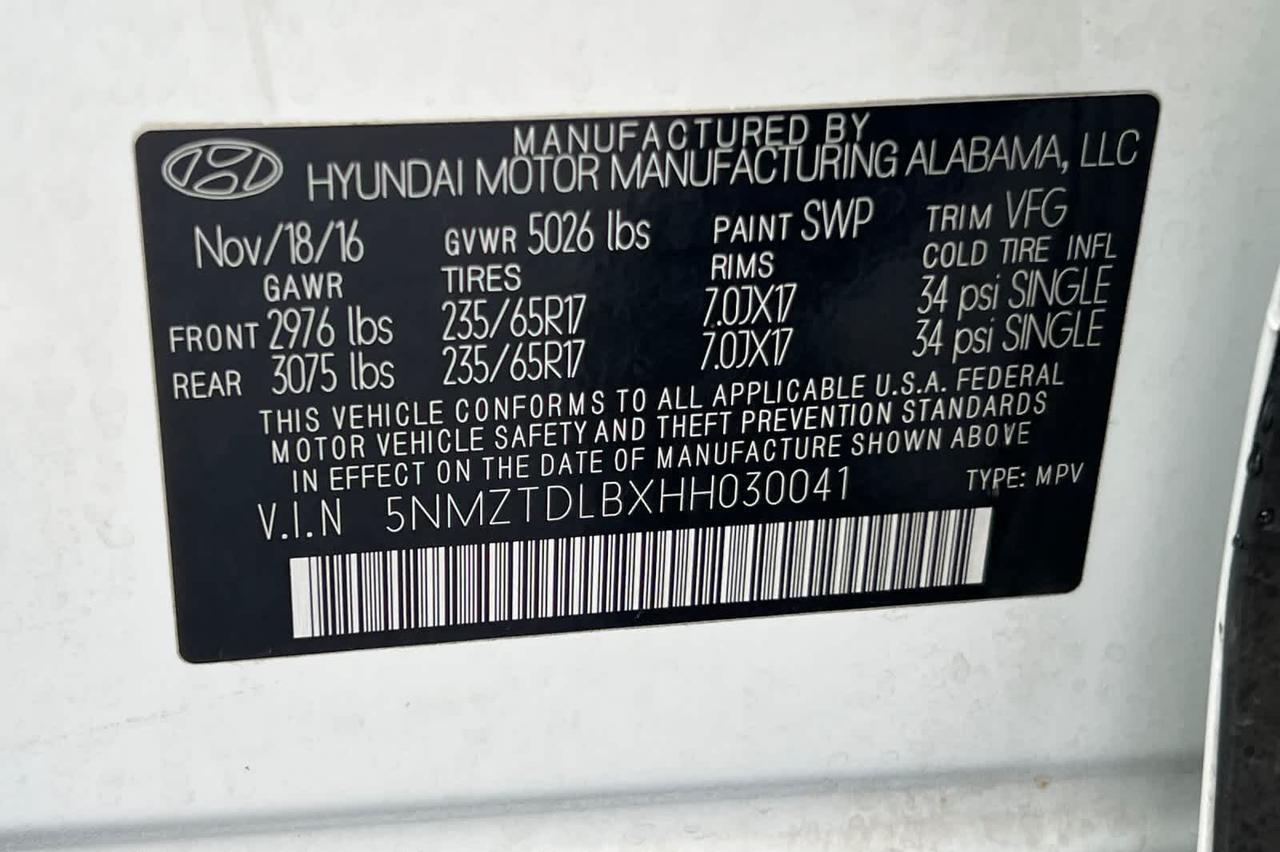 MANUFACTURED BY
HYUNDAI MOTOR MANUFACTURING ALABAMA, LLC
Nov/18/16 GVWR 5026 lbs PAINT SWP TRIM VFG
GAWR TIRES RIMS COLD TIRE INFL
FRONT 2976 lbs 235/65R17 7.0JX17 34 psi SINGLE
REAR 3075 lbs 235/65R17 7.0JX17 34 psi SINGLE
THIS VEHICLE CONFORMS TO ALL APPLICABLE U.S.A. FEDERAL
MOTOR VEHICLE SAFETY AND THEFT PREVENTION STANDARDS
IN EFFECT ON THE DATE OF MANUFACTURE SHOWN ABOVE
V.I.N 5NMZTDLBXHH030041 TYPE: MPV